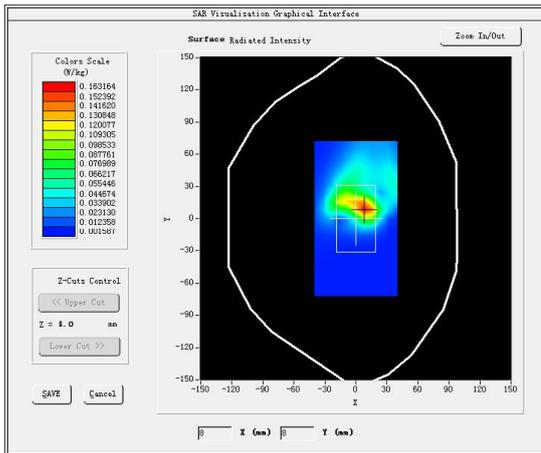 SAR Visualisation Graphical Interface
Surface Radiated Intensity
Zoom In/Out
Colors Scale
(W/kg)
0.163164
0.152392
0.141620
0.130848
0.120077
0.109305
0.098533
0.087761
0.076989
0.066217
0.055446
0.044674
0.033902
0.023130
0.012358
0.001587
150
120
90
60
30
0
-30
-60
-90
-120
-150
Y
-150 -120 -90 -60 -30 0 30 60 90 120 150
X
Z-Cuts Control
<< Upper Cut
Z = 4.0 mm
Lower Cut >>
SAVE Cancel
8 X (mm) 8 Y (mm)